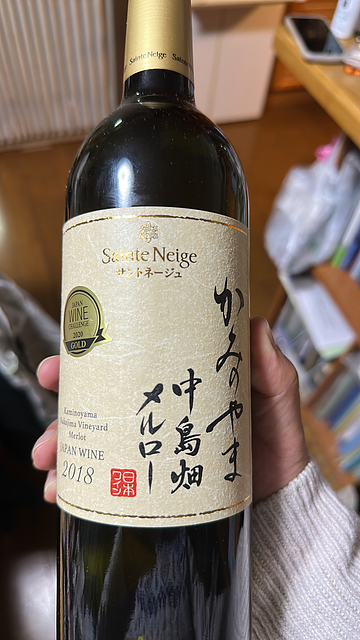 Sainte Neige Sainte Neige
Sainte Neige
サントネージュ
かみのやま
中島畑
メルロー
JAPAN
WINE
CHALLENGE
2020
GOLD
Kaminoyama
Nakajima Vineyard
Merlot
JAPAN WINE
2018
日本
ワイン